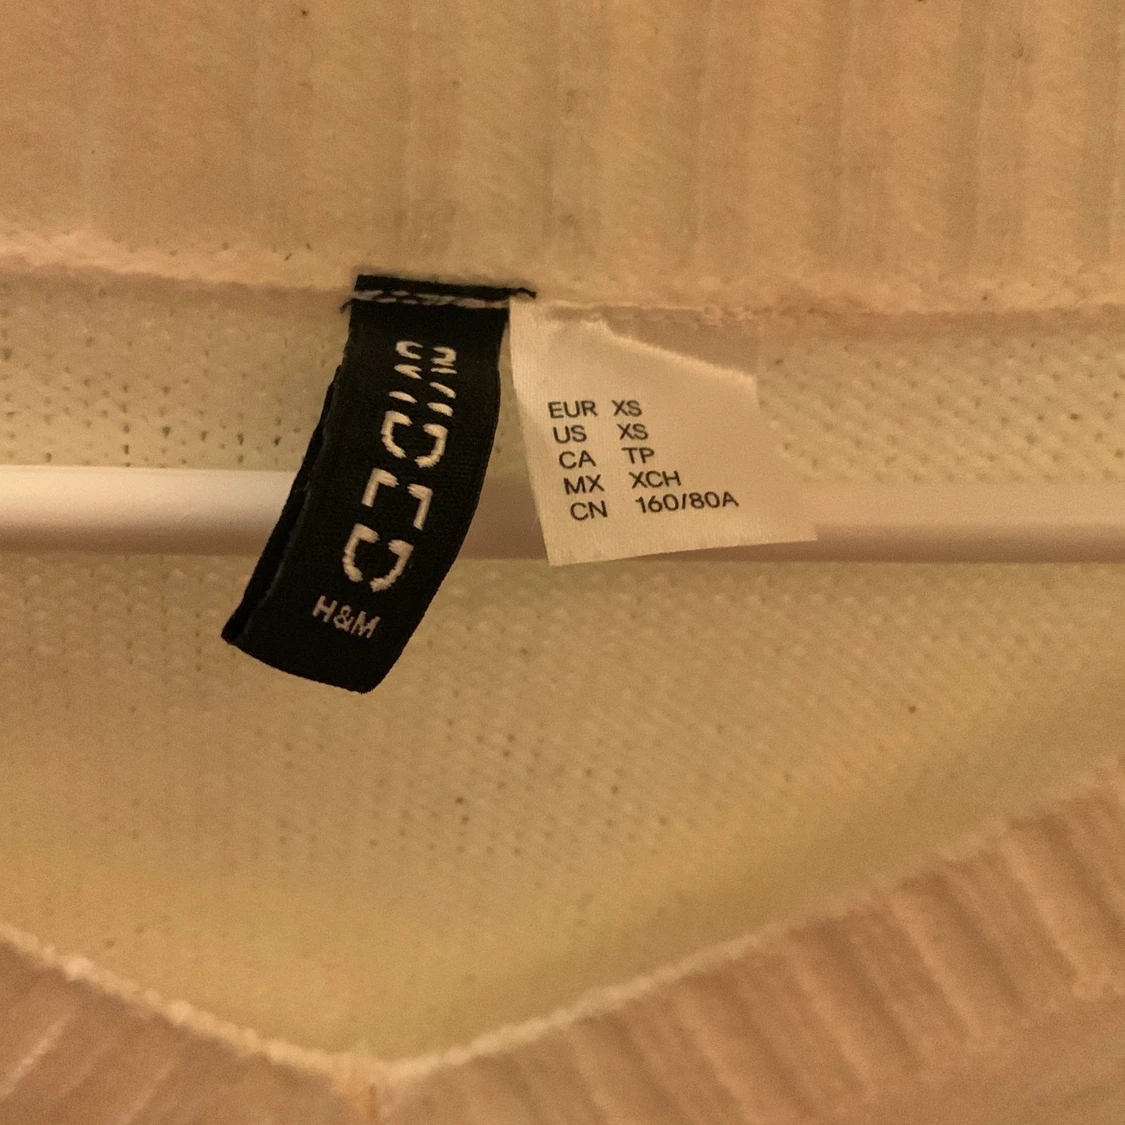 DIVIDED
H&M
EUR XS
US XS
CA TP
MX XCH
CN 160/80A